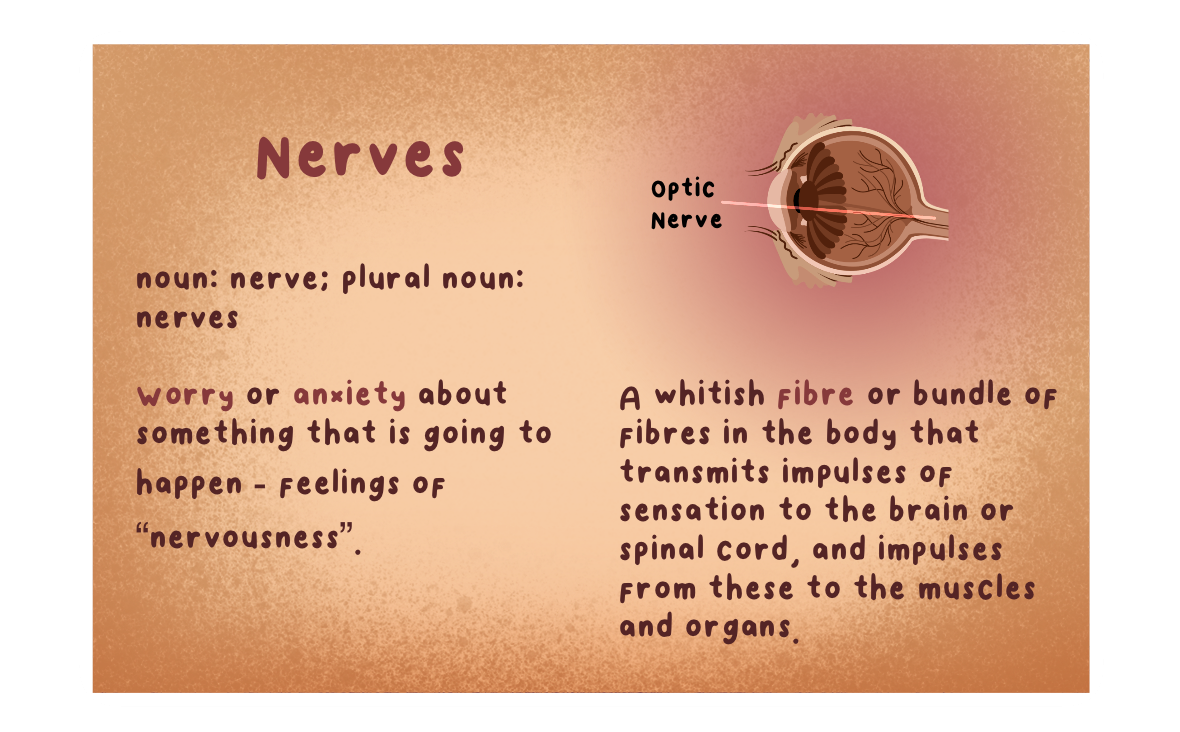 Nerves
noun: nerve; plural noun:
nerves
worry or anxiety about
something that is going to
happen - feelings of
“nervousness”.
Optic
Nerve
A whitish fibre or bundle of
fibres in the body that
transmits impulses of
sensation to the brain or
spinal cord, and impulses
from these to the muscles
and organs.